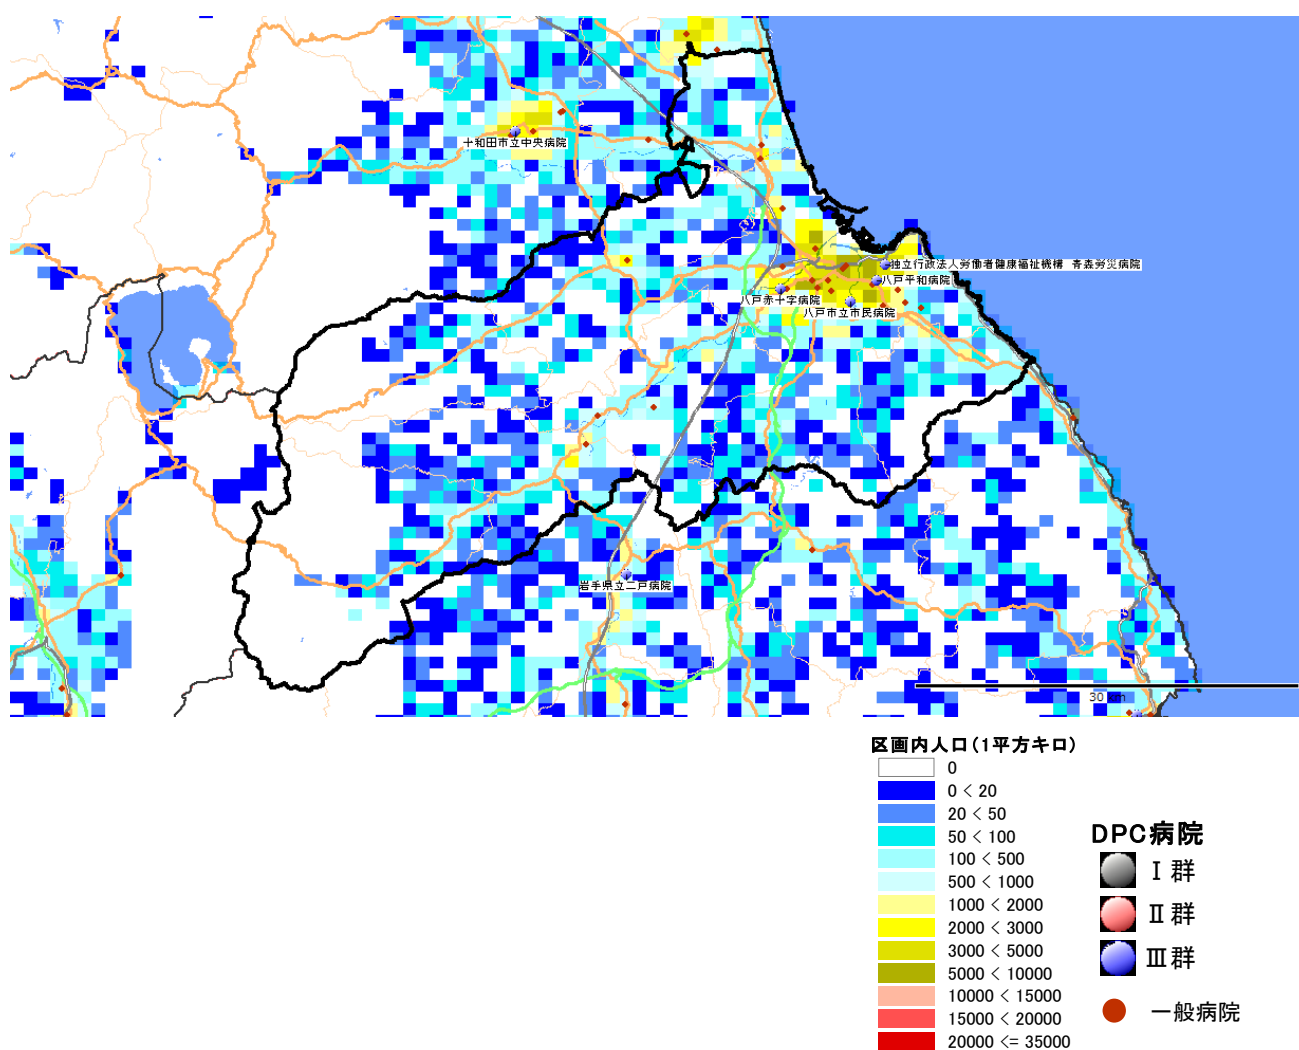 十和田市立中央病院
独立行政法人労働者健康福祉機構 青森労災病院
八戸平和病院
八戸赤十字病院
八戸市立市民病院
岩手県立二戸病院
30 km
区画内人口(1平方キロ)
0
0 < 20
20 < 50
50 < 100
100 < 500
500 < 1000
1000 < 2000
2000 < 3000
3000 < 5000
5000 < 10000
10000 < 15000
15000 < 20000
20000 <= 35000
DPC病院
Ⅰ群
Ⅱ群
Ⅲ群
一般病院